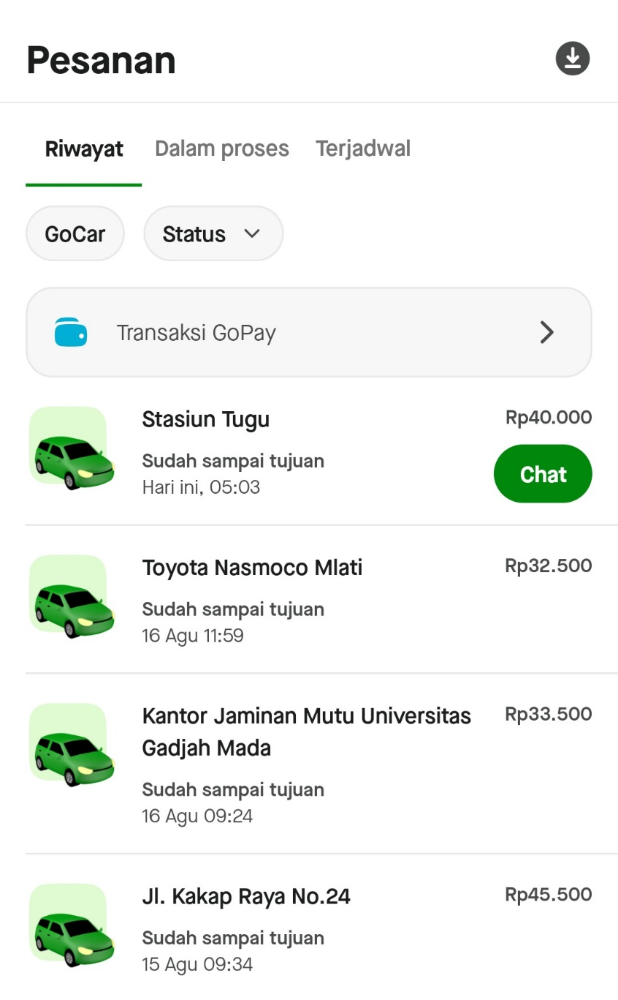 Pesanan
Riwayat Dalam proses Terjadwal
GoCar Status
Transaksi GoPay
Stasiun Tugu Rp40.000
Sudah sampai tujuan
Chat
Hari ini, 05:03
Toyota Nasmoco Mlati Rp32.500
Sudah sampai tujuan
16 Agu 11:59
Kantor Jaminan Mutu Universitas Rp33.500
Gadjah Mada
Sudah sampai tujuan
16 Agu 09:24
Jl. Kakap Raya No.24 Rp45.500
Sudah sampai tujuan
15 Agu 09:34